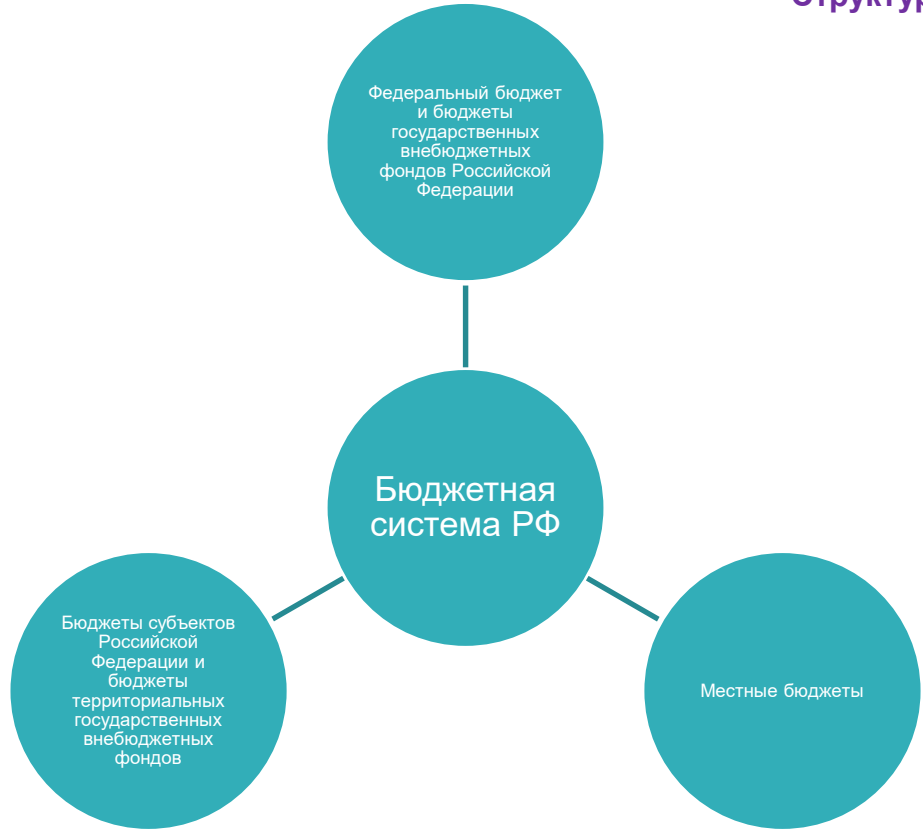 Структур
Федеральный бюджет
и бюджеты
государственных
внебюджетных
фондов Российской
Федерации
Бюджетная
система РФ
Бюджеты субъектов
Российской
Федерации и
бюджеты
территориальных
государственных
внебюджетных
фондов
Местные бюджеты